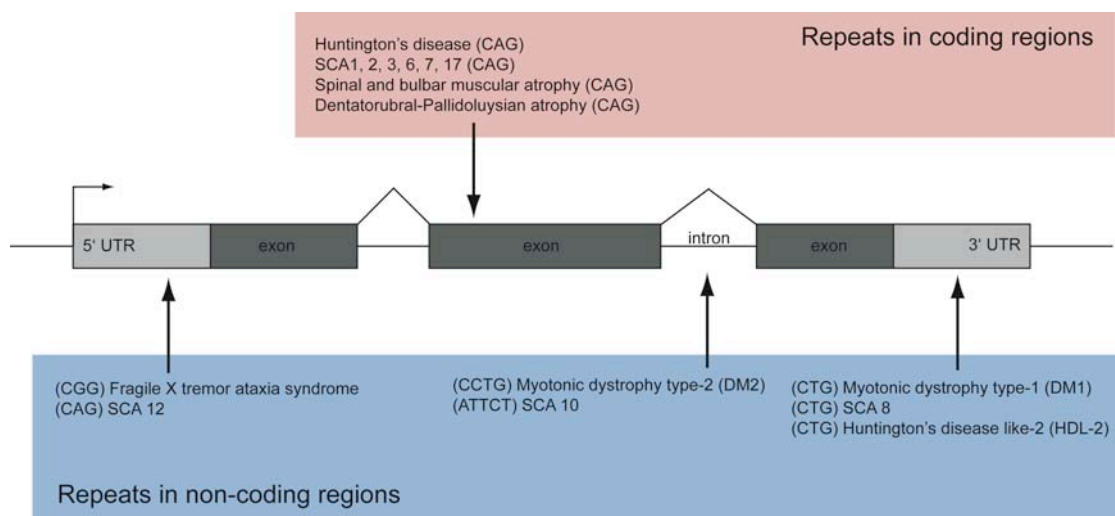 Repeats in coding regions
Huntington's disease (CAG)
SCA1, 2, 3, 6, 7, 17 (CAG)
Spinal and bulbar muscular atrophy (CAG)
Dentatorubral-Pallidoluysian atrophy (CAG)
5' UTR
exon
exon
intron
exon
3' UTR
(CGG) Fragile X tremor ataxia syndrome
(CAG) SCA 12
(CCTG) Myotonic dystrophy type-2 (DM2)
(ATTCT) SCA 10
(CTG) Myotonic dystrophy type-1 (DM1)
(CTG) SCA 8
(CTG) Huntington's disease like-2 (HDL-2)
Repeats in non-coding regions